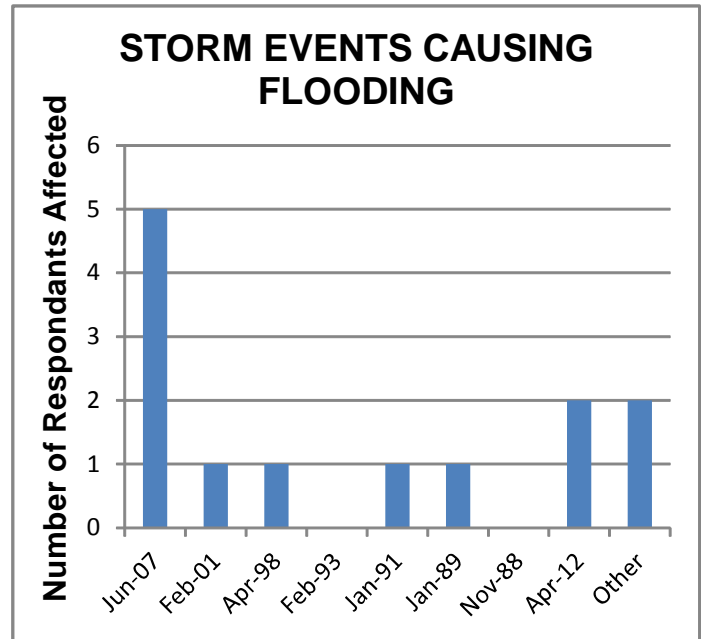 STORM EVENTS CAUSING
FLOODING
Number of Respondants Affected
6
5
4
3
2
1
0
Jun-07
Feb-01
Apr-98
Feb-93
Jan-91
Jan-89
Nov-88
Apr-12
Other